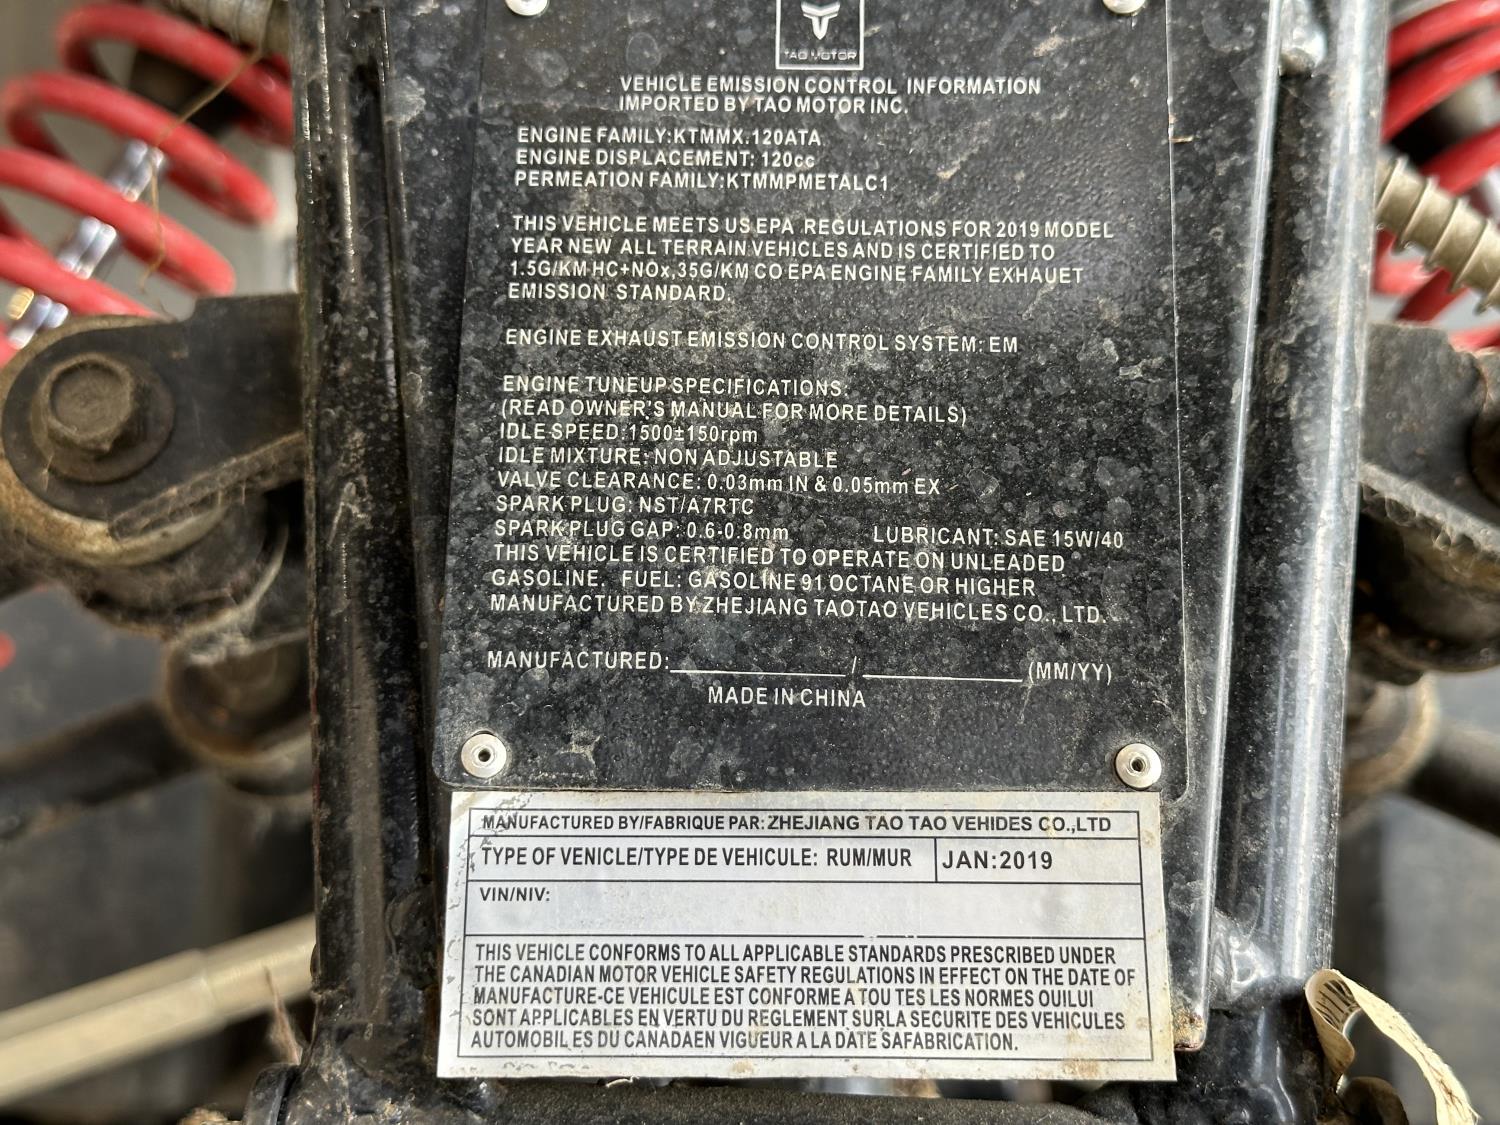 TAO MOTOR
VEHICLE EMISSION CONTROL INFORMATION
IMPORTED BY TAO MOTOR INC.
ENGINE FAMILY:KTMMX.120ATA
ENGINE DISPLACEMENT: 120cc
PERMEATION FAMILY:KTMMPMETALC1
THIS VEHICLE MEETS US EPA REGULATIONS FOR 2019 MODEL
YEAR NEW ALL TERRAIN VEHICLES AND IS CERTIFIED TO
1.5G/KM HC+NOx,35G/KM CO EPA ENGINE FAMILY EXHAUET
EMISSION STANDARD.
ENGINE EXHAUST EMISSION CONTROL SYSTEM: EM
ENGINE TUNEUP SPECIFICATIONS:
(READ OWNER'S MANUAL FOR MORE DETAILS)
IDLE SPEED:1500±150rpm
IDLE MIXTURE: NON ADJUSTABLE
VALVE CLEARANCE: 0.03mm IN & 0.05mm EX
SPARK PLUG: NST/A7RTC
SPARK PLUG GAP: 0.6-0.8mm LUBRICANT: SAE 15W/40
THIS VEHICLE IS CERTIFIED TO OPERATE ON UNLEADED
GASOLINE. FUEL: GASOLINE 91 OCTANE OR HIGHER
MANUFACTURED BY ZHEJIANG TAOTAO VEHICLES CO., LTD.
MANUFACTURED:____________/____________(MM/YY)
MADE IN CHINA
MANUFACTURED BY/FABRIQUE PAR: ZHEJIANG TAO TAO VEHIDES CO.,LTD
TYPE OF VENICLE/TYPE DE VEHICULE: RUM/MUR JAN:2019
VIN/NIV:
THIS VEHICLE CONFORMS TO ALL APPLICABLE STANDARDS PRESCRIBED UNDER
THE CANADIAN MOTOR VEHICLE SAFETY REGULATIONS IN EFFECT ON THE DATE OF
MANUFACTURE-CE VEHICULE EST CONFORME A TOU TES LES NORMES OUILUI
SONT APPLICABLES EN VERTU DU REGLEMENT SURLA SECURITE DES VEHICULES
AUTOMOBIL ES DU CANADAEN VIGUEUR A LA DATE SAFABRICATION.